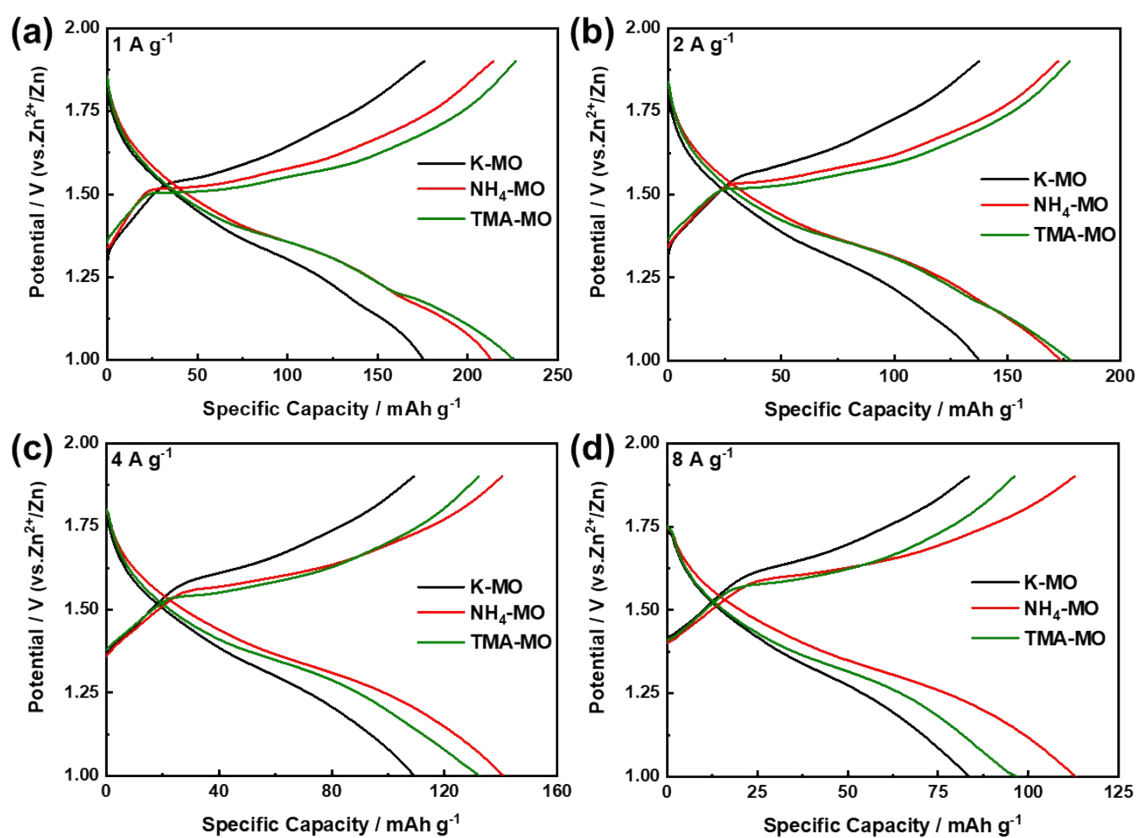 (a)
1 A g⁻¹
2.00
1.75
1.50
1.25
1.00
Potential / V (vs.Zn²⁺/Zn)
K-MO
NH₄-MO
TMA-MO
0 50 100 150 200 250
Specific Capacity / mAh g⁻¹
(b)
2 A g⁻¹
2.00
1.75
1.50
1.25
1.00
Potential / V (vs.Zn²⁺/Zn)
K-MO
NH₄-MO
TMA-MO
0 50 100 150 200
Specific Capacity / mAh g⁻¹
(c)
4 A g⁻¹
2.00
1.75
1.50
1.25
1.00
Potential / V (vs.Zn²⁺/Zn)
K-MO
NH₄-MO
TMA-MO
0 40 80 120 160
Specific Capacity / mAh g⁻¹
(d)
8 A g⁻¹
2.00
1.75
1.50
1.25
1.00
Potential / V (vs.Zn²⁺/Zn)
K-MO
NH₄-MO
TMA-MO
0 25 50 75 100 125
Specific Capacity / mAh g⁻¹